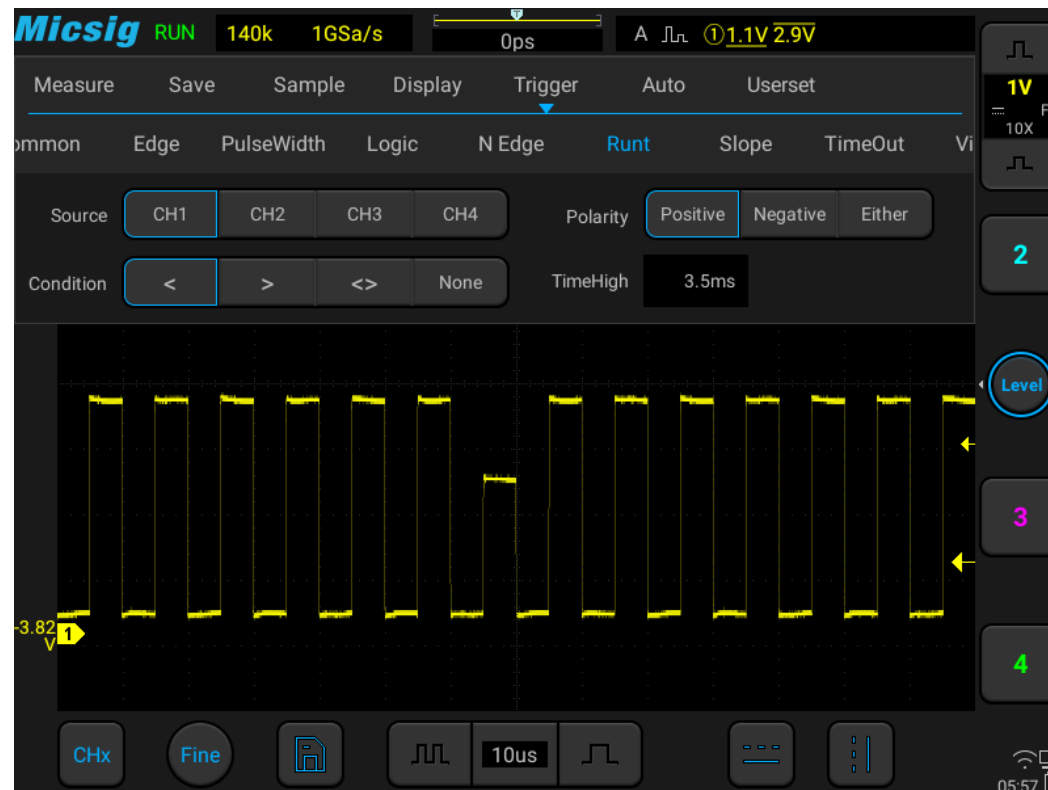 Micsig RUN 140k 1GSa/s 0ps A ①1.1V 2.9V
Measure Save Sample Display Trigger Auto Userset
ommon Edge PulseWidth Logic N Edge Runt Slope TimeOut Vi
1V
F
10X
Source CH1 CH2 CH3 CH4 Polarity Positive Negative Either
Condition < > <> None TimeHigh 3.5ms
2
Level
3
-3.82
V
1
4
CHx Fine 10us
05:57